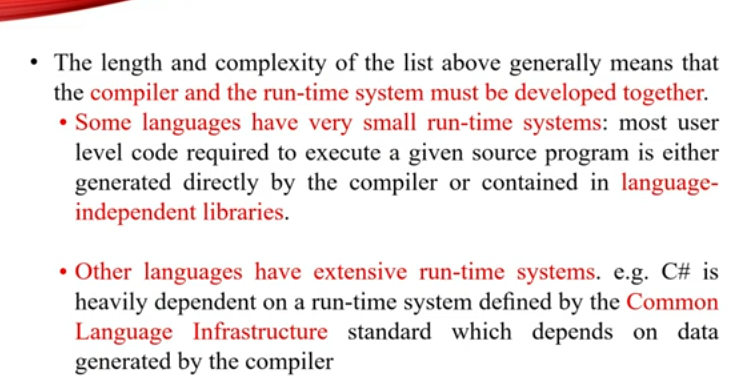 • The length and complexity of the list above generally means that
the compiler and the run-time system must be developed together.
• Some languages have very small run-time systems: most user
level code required to execute a given source program is either
generated directly by the compiler or contained in language-
independent libraries.
• Other languages have extensive run-time systems. e.g. C# is
heavily dependent on a run-time system defined by the Common
Language Infrastructure standard which depends on data
generated by the compiler